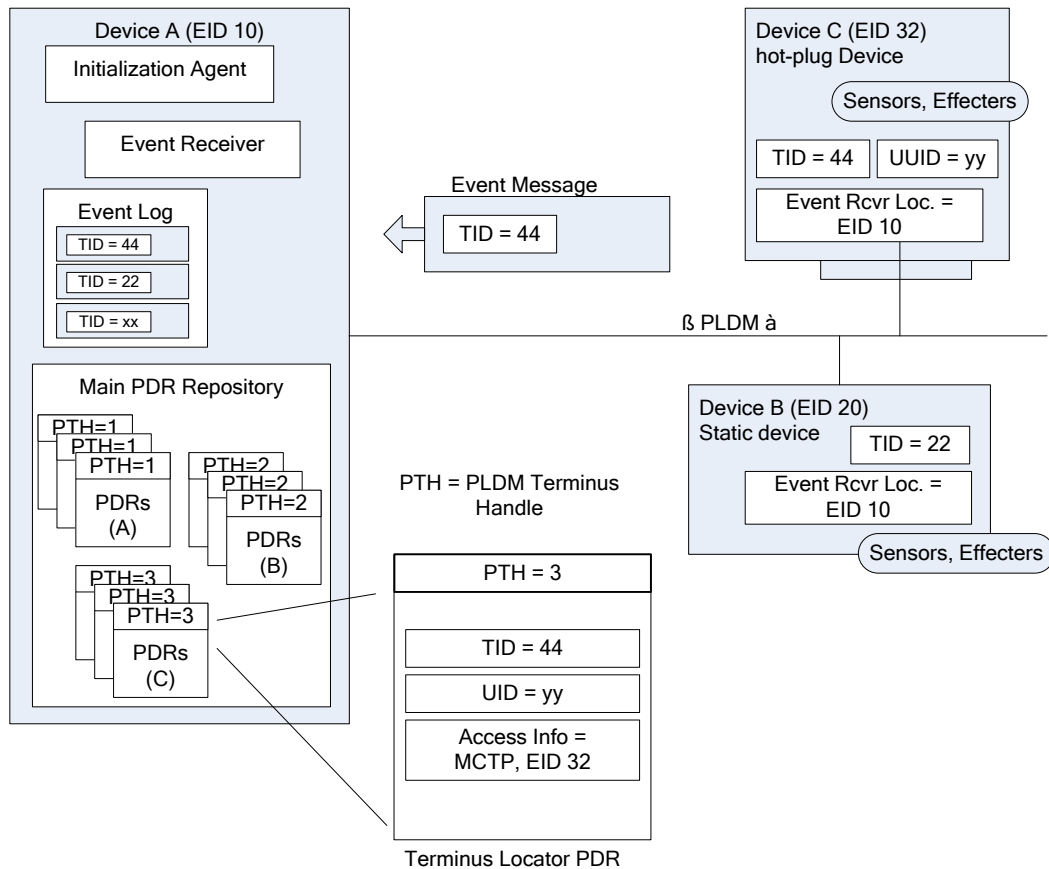 Device A (EID 10)
Initialization Agent
Event Receiver
Event Log
TID = 44
TID = 22
TID = xx
Main PDR Repository
PTH=1
PTH=1
PTH=1
PDRs
(A)
PTH=2
PTH=2
PTH=2
PDRs
(B)
PTH=3
PTH=3
PTH=3
PDRs
(C)
Event Message
TID = 44
Device C (EID 32)
hot-plug Device
Sensors, Effecters
TID = 44
UUID = yy
Event Rcvr Loc. =
EID 10
ß PLDM à
Device B (EID 20)
Static device
TID = 22
Event Rcvr Loc. =
EID 10
Sensors, Effecters
PTH = PLDM Terminus
Handle
PTH = 3
TID = 44
UID = yy
Access Info =
MCTP, EID 32
Terminus Locator PDR